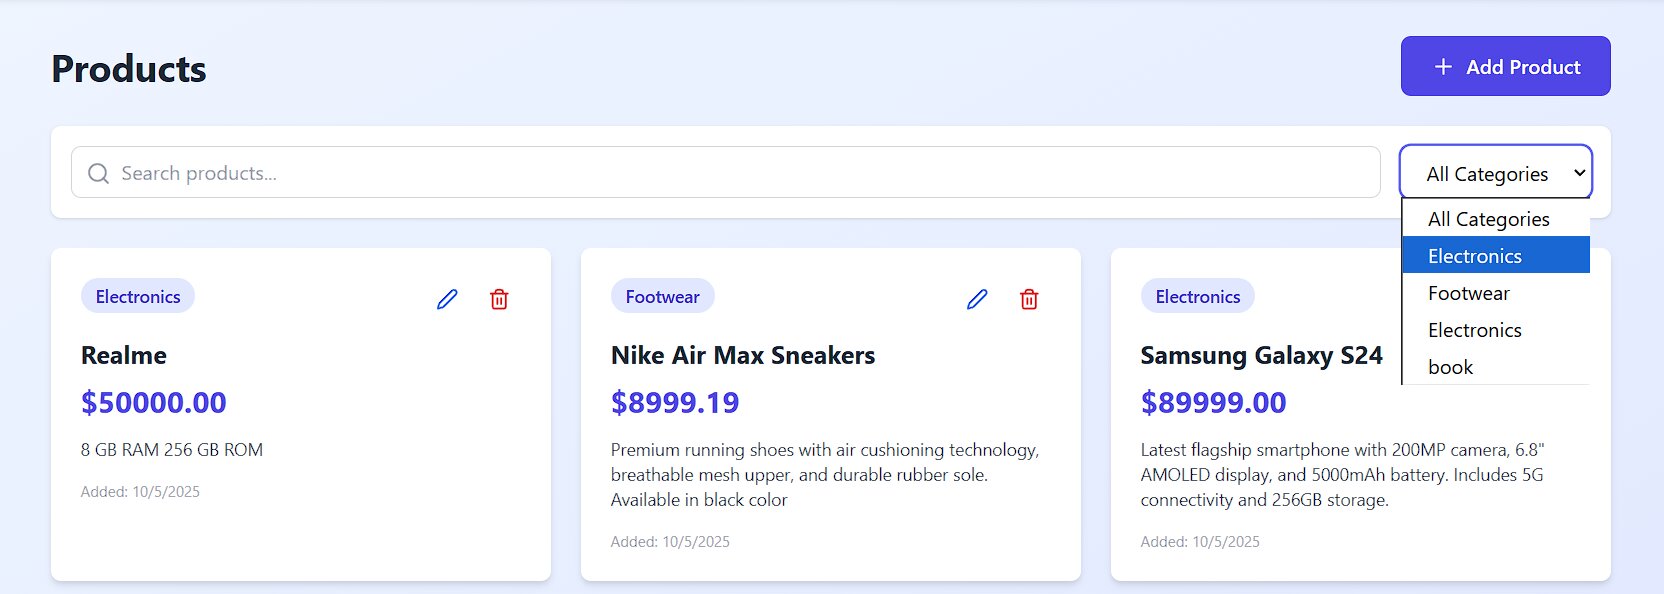 Products
+ Add Product
Search products...
All Categories
All Categories
Electronics
Footwear
Electronics
book
Electronics
Realme
$50000.00
8 GB RAM 256 GB ROM
Added: 10/5/2025
Footwear
Nike Air Max Sneakers
$8999.19
Premium running shoes with air cushioning technology,
breathable mesh upper, and durable rubber sole.
Available in black color
Added: 10/5/2025
Electronics
Samsung Galaxy S24
$89999.00
Latest flagship smartphone with 200MP camera, 6.8"
AMOLED display, and 5000mAh battery. Includes 5G
connectivity and 256GB storage.
Added: 10/5/2025